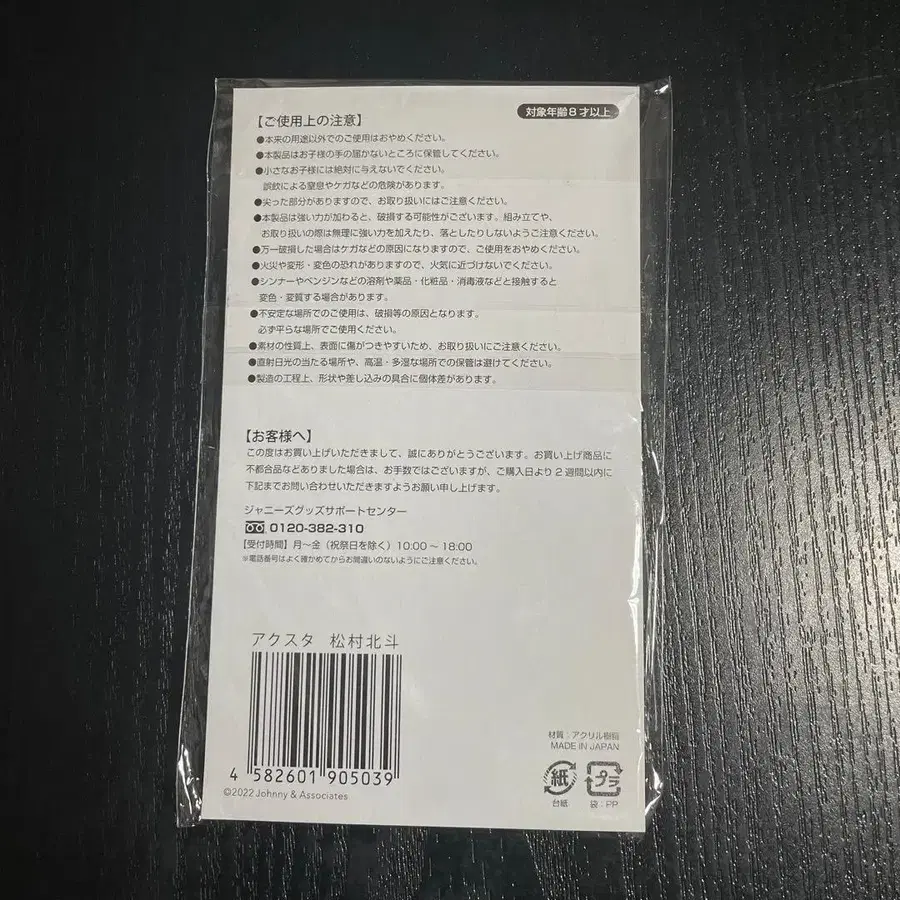 対象年齢8才以上
【ご使用上の注意】
●本来の用途以外でのご使用はおやめください。
●本製品はお子様の手の届かないところに保管してください。
●小さなお子様には絶対に与えないでください。
誤飲による窒息やケガなどの危険があります。
●尖った部分がありますので、お取り扱いにはご注意ください。
●本製品は強い力が加わると、破損する可能性がございます。組み立てや、
お取り扱いの際は無理に強い力を加えたり、落としたりしないようご注意ください。
●万一破損した場合はケガなどの原因になりますので、ご使用をおやめください。
●火災や変形・変色の恐れがありますので、火気に近づけないでください。
●シンナーやベンジンなどの溶剤や薬品・化粧品・消毒液などと接触すると
変色・変質する場合があります。
●不安定な場所でのご使用は、破損等の原因となります。
必ず平らな場所でご使用ください。
●素材の性質上、表面に傷がつきやすいため、お取り扱いにご注意ください。
●直射日光の当たる場所や、高温・多湿な場所での保管は避けてください。
●製造の工程上、形状や差し込みの具合に個体差があります。
【お客様へ】
この度はお買い上げいただきまして、誠にありがとうございます。お買い上げ商品に
不都合品などありました場合は、お手数ではございますが、ご購入日より2週間以内に
下記までお問い合わせいただきますようお願い申し上げます。
ジャニーズグッズサポートセンター
0120-382-310
【受付時間】月～金（祝祭日を除く）10:00～18:00
※電話番号はよく確かめてからお間違いのないようにご注意ください。
アクスタ 松村北斗
4 582601 905039
©2022 Johnny & Associates
材質：アクリル樹脂
MADE IN JAPAN
紙 プラ
台紙 袋：PP